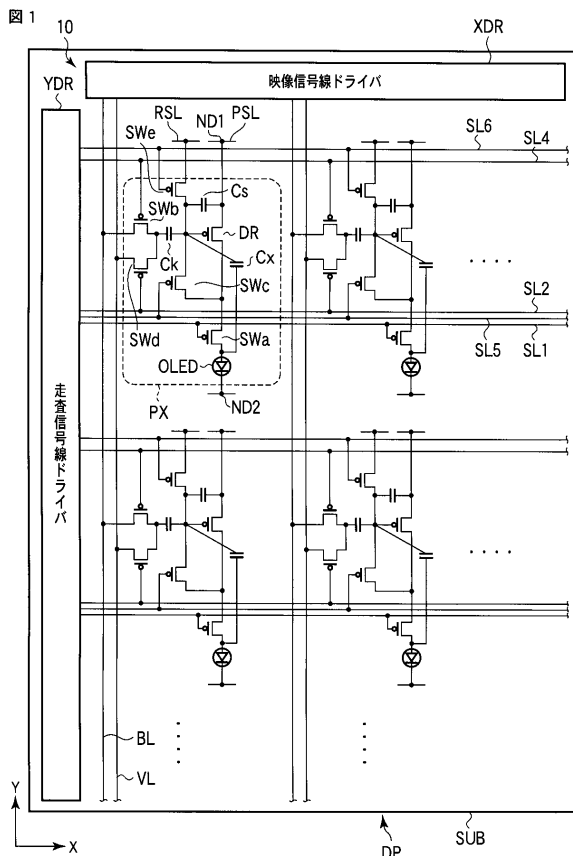 図1
10
XDR
YDR
映像信号線ドライバ
RSL
ND1
PSL
SWe
SL6
SL4
Cs
SWb
DR
Ck
Cx
SWc
SL2
SWd
SWa
SL5
SL1
OLED
PX
ND2
走査信号線ドライバ
BL
VL
Y
X
DP
SUB